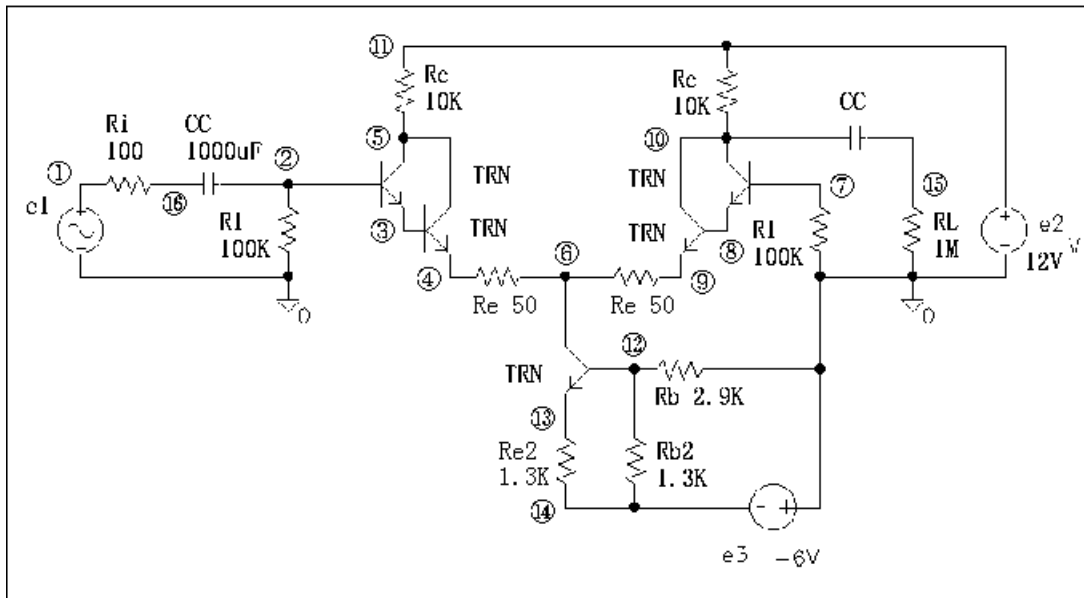 ⑪
Rc
10K
Rc
10K
CC
Ri
100
CC
1000uF
①
⑯
②
⑤
⑩
TRN
TRN
TRN
TRN
⑦
⑮
e1
R1
100K
③
④
⑥
⑧
⑨
R1
100K
RL
1M
e2
V
12V
0
0
Re 50
Re 50
TRN
⑫
Rb 2.9K
⑬
Re2
1.3K
Rb2
1.3K
⑭
e3
-6V